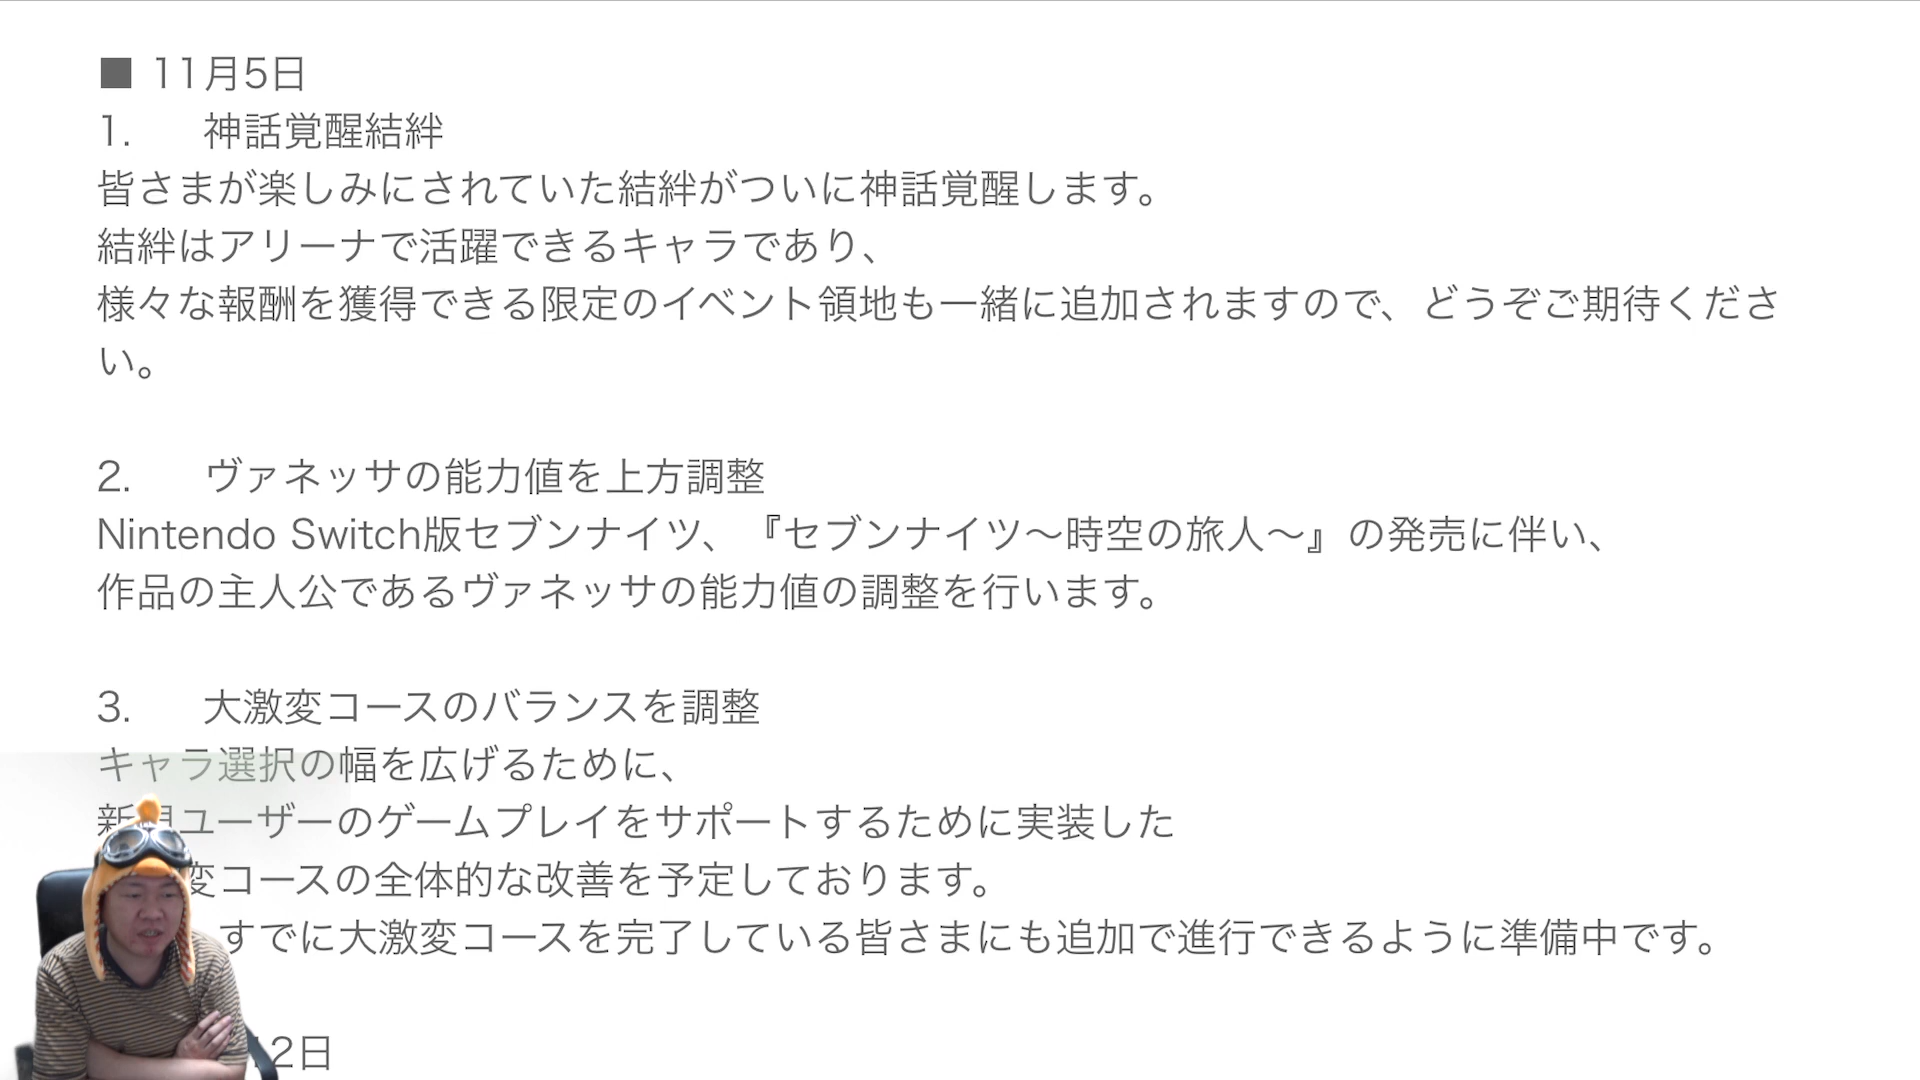 ■ 11月5日
1. 神話覚醒結絆
皆さまが楽しみにされていた結絆がついに神話覚醒します。
結絆はアリーナで活躍できるキャラであり、
様々な報酬を獲得できる限定のイベント領地も一緒に追加されますので、どうぞご期待くださ
い。
2. ヴァネッサの能力値を上方調整
Nintendo Switch版セブンナイツ、『セブンナイツ〜時空の旅人〜』の発売に伴い、
作品の主人公であるヴァネッサの能力値の調整を行います。
3. 大激変コースのバランスを調整
キャラ選択の幅を広げるために、
新規ユーザーのゲームプレイをサポートするために実装した
変コースの全体的な改善を予定しております。
すでに大激変コースを完了している皆さまにも追加で進行できるように準備中です。
2日